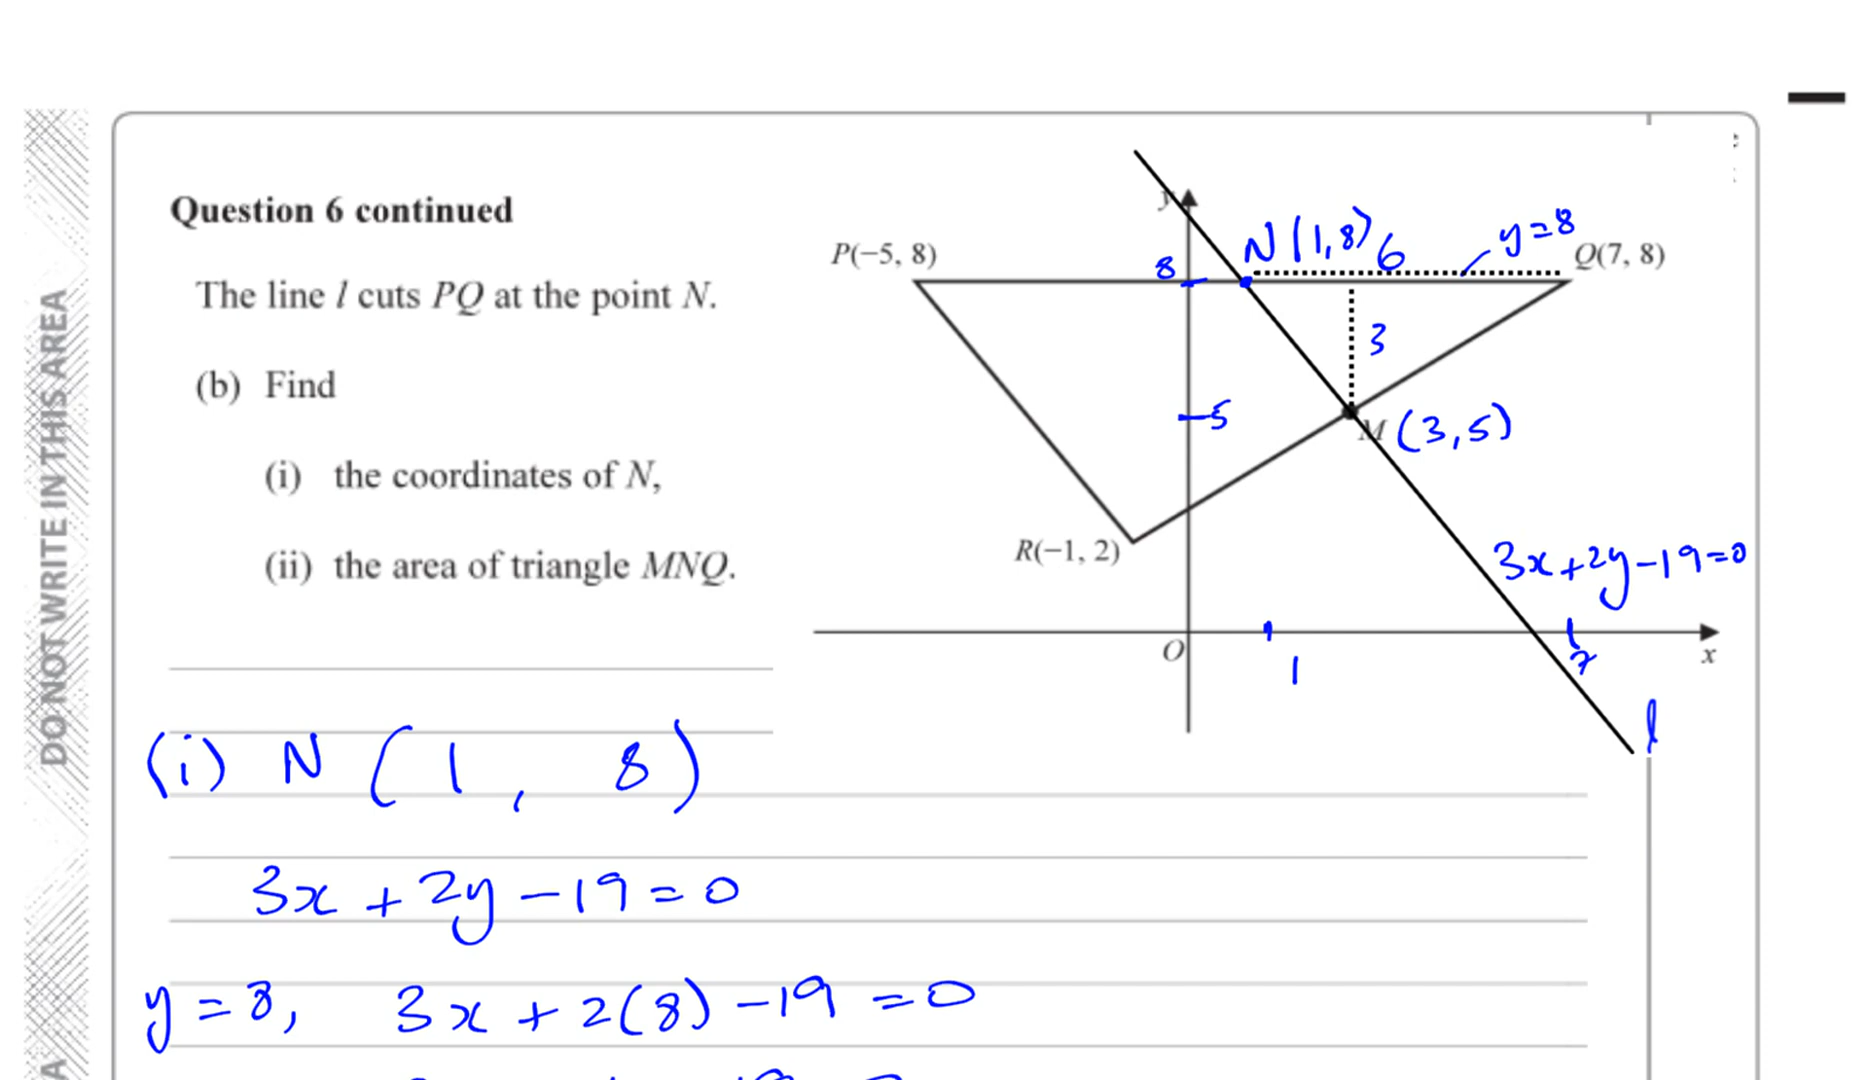 DO NOT WRITE IN THIS AREA
Question 6 continued
The line l cuts PQ at the point N.
(b) Find
(i) the coordinates of N,
(ii) the area of triangle MNQ.
y
P(−5, 8)
8
N(1,8)
6
y=8
Q(7, 8)
3
5
M (3,5)
R(−1, 2)
3x+2y-19=0
O
1
7
x
l
(i) N (1, 8)
3x + 2y - 19 = 0
y = 8, 3x + 2(8) - 19 = 0